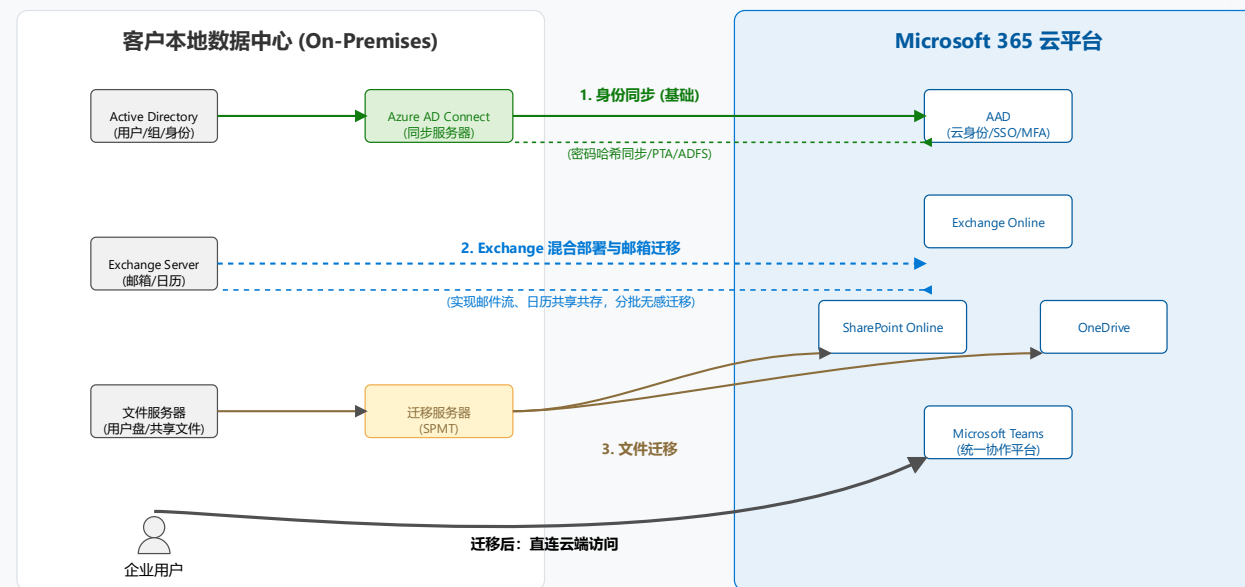 客户本地数据中心 (On-Premises)
Microsoft 365 云平台
Active Directory
(用户/组/身份)
Azure AD Connect
(同步服务器)
1. 身份同步 (基础)
(密码哈希同步/PTA/ADFS)
AAD
(云身份/SSO/MFA)
Exchange Online
Exchange Server
(邮箱/日历)
2. Exchange 混合部署与邮箱迁移
(实现邮件流、日历共享共存，分批无感迁移)
SharePoint Online
OneDrive
文件服务器
(用户盘/共享文件)
迁移服务器
(SPMT)
3. 文件迁移
Microsoft Teams
(统一协作平台)
迁移后：直连云端访问
企业用户